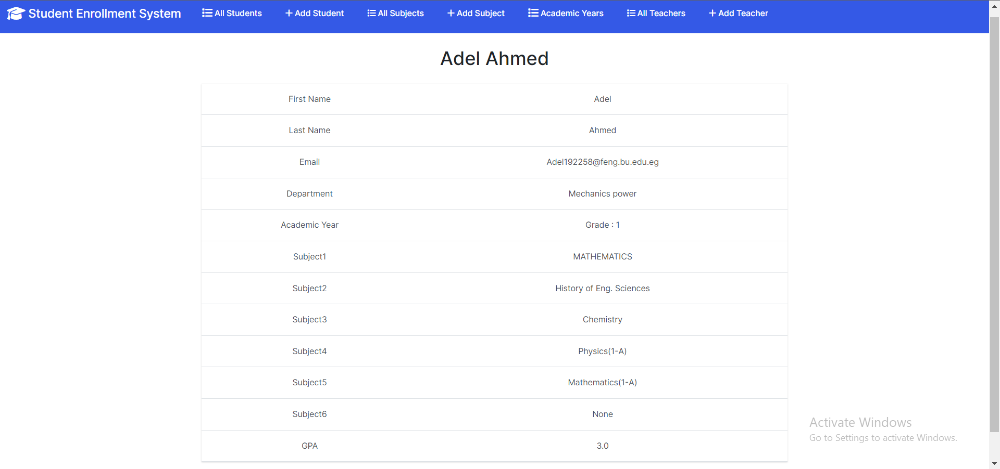 Student Enrollment System All Students Add Student All Subjects Add Subject Academic Years All Teachers Add Teacher
Adel Ahmed
First Name Adel
Last Name Ahmed
Email Adel192258@feng.bu.edu.eg
Department Mechanics power
Academic Year Grade : 1
Subject1 MATHEMATICS
Subject2 History of Eng. Sciences
Subject3 Chemistry
Subject4 Physics(1-A)
Subject5 Mathematics(1-A)
Subject6 None
GPA 3.0
Activate Windows
Go to Settings to activate Windows.